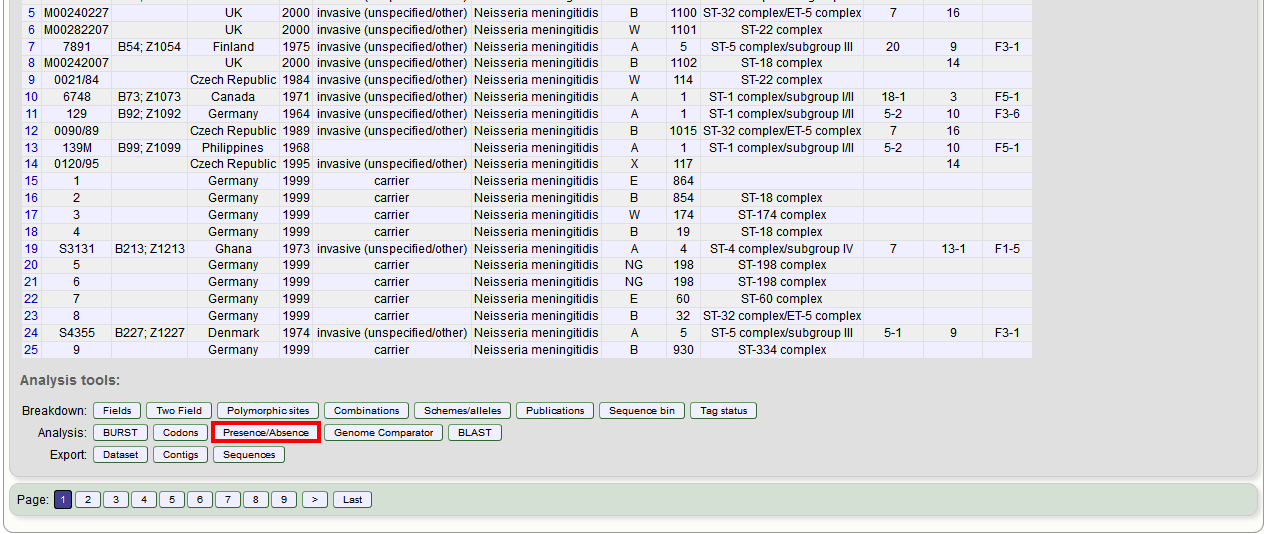 5 M00240227 UK 2000 invasive (unspecified/other) Neisseria meningitidis B 1100 ST-32 complex/ET-5 complex 7 16
6 M00282207 UK 2000 invasive (unspecified/other) Neisseria meningitidis W 1101 ST-22 complex
7 7891 B54; Z1054 Finland 1975 invasive (unspecified/other) Neisseria meningitidis A 5 ST-5 complex/subgroup III 20 9 F3-1
8 M00242007 UK 2000 invasive (unspecified/other) Neisseria meningitidis B 1102 ST-18 complex 14
9 0021/84 Czech Republic 1984 invasive (unspecified/other) Neisseria meningitidis W 114 ST-22 complex
10 6748 B73; Z1073 Canada 1971 invasive (unspecified/other) Neisseria meningitidis A 1 ST-1 complex/subgroup I/II 18-1 3 F5-1
11 129 B92; Z1092 Germany 1964 invasive (unspecified/other) Neisseria meningitidis A 1 ST-1 complex/subgroup I/II 5-2 10 F3-6
12 0090/89 Czech Republic 1989 invasive (unspecified/other) Neisseria meningitidis B 1015 ST-32 complex/ET-5 complex 7 16
13 139M B99; Z1099 Philippines 1968 Neisseria meningitidis A 1 ST-1 complex/subgroup I/II 5-2 10 F5-1
14 0120/95 Czech Republic 1995 invasive (unspecified/other) Neisseria meningitidis X 117 14
15 1 Germany 1999 carrier Neisseria meningitidis E 864
16 2 Germany 1999 carrier Neisseria meningitidis B 854 ST-18 complex
17 3 Germany 1999 carrier Neisseria meningitidis W 174 ST-174 complex
18 4 Germany 1999 carrier Neisseria meningitidis B 19 ST-18 complex
19 S3131 B213; Z1213 Ghana 1973 invasive (unspecified/other) Neisseria meningitidis A 4 ST-4 complex/subgroup IV 7 13-1 F1-5
20 5 Germany 1999 carrier Neisseria meningitidis NG 198 ST-198 complex
21 6 Germany 1999 carrier Neisseria meningitidis NG 198 ST-198 complex
22 7 Germany 1999 carrier Neisseria meningitidis E 60 ST-60 complex
23 8 Germany 1999 carrier Neisseria meningitidis B 32 ST-32 complex/ET-5 complex
24 S4355 B227; Z1227 Denmark 1974 invasive (unspecified/other) Neisseria meningitidis A 5 ST-5 complex/subgroup III 5-1 9 F3-1
25 9 Germany 1999 carrier Neisseria meningitidis B 930 ST-334 complex
Analysis tools:
Breakdown: Fields Two Field Polymorphic sites Combinations Schemes/alleles Publications Sequence bin Tag status
Analysis: BURST Codons Presence/Absence Genome Comparator BLAST
Export: Dataset Contigs Sequences
Page: 1 2 3 4 5 6 7 8 9 > Last